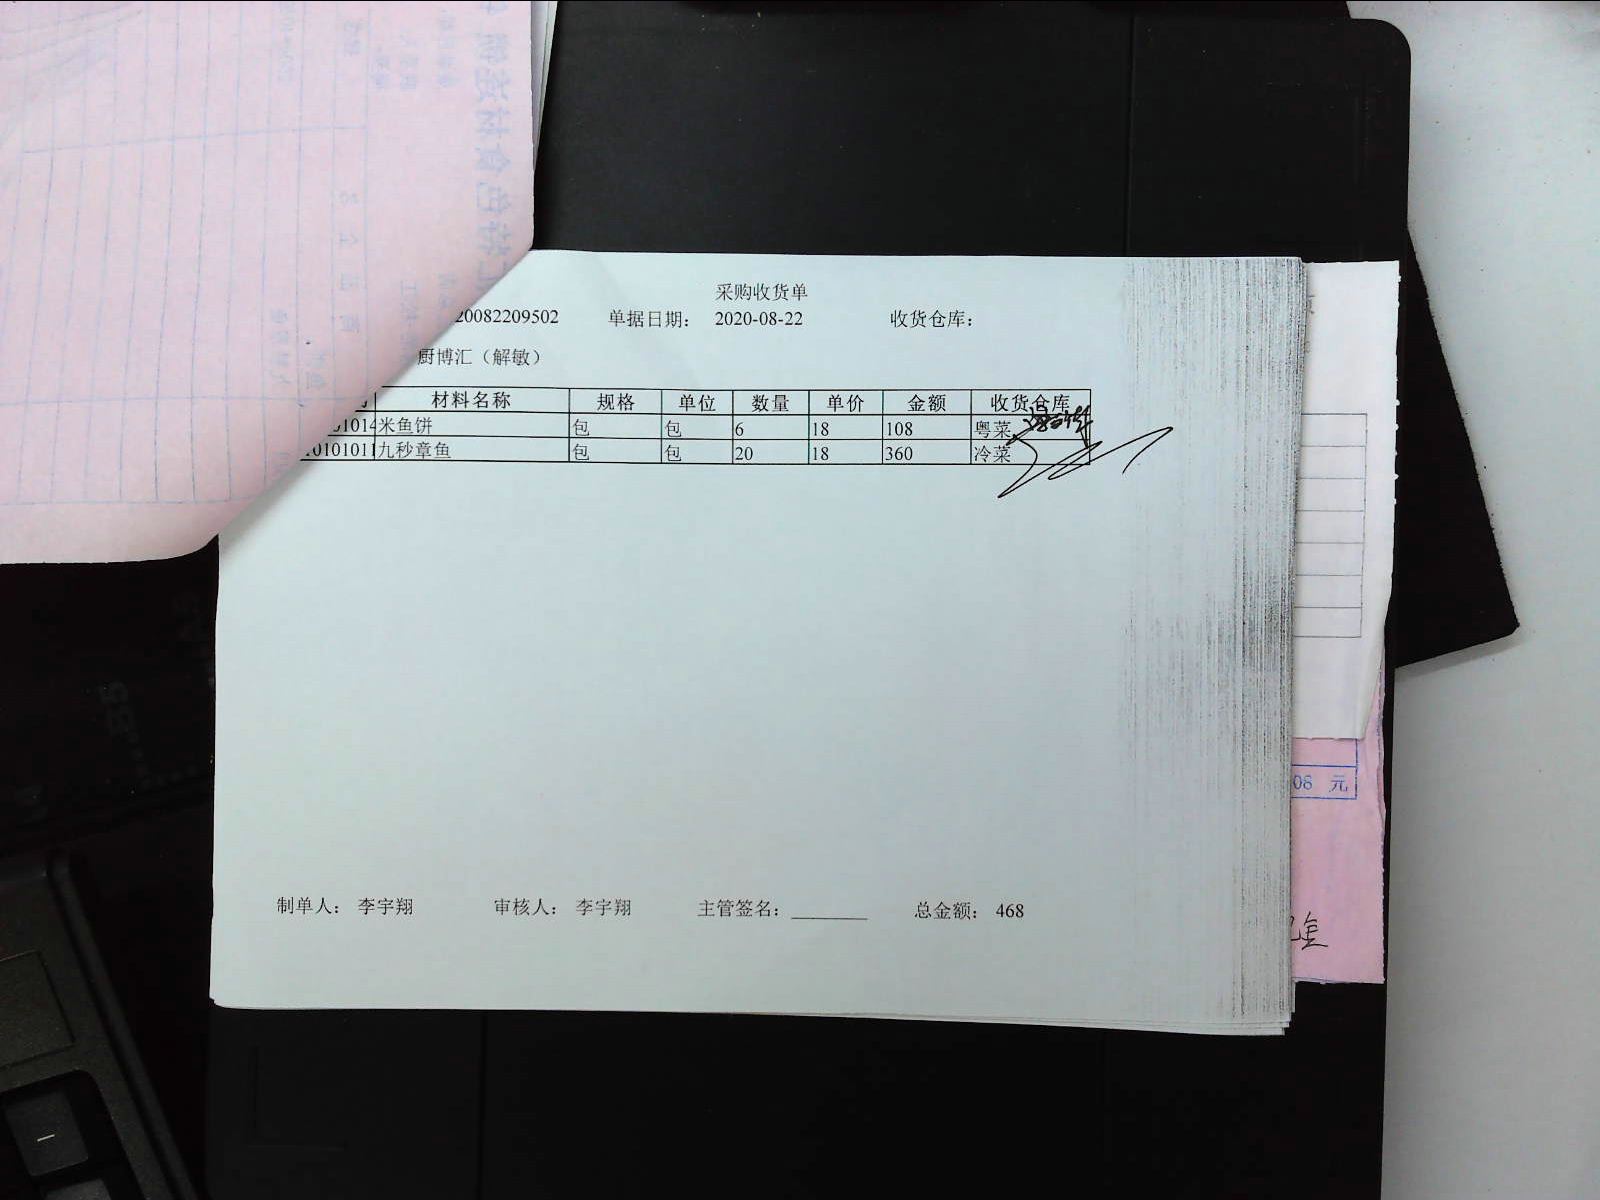 采购收货单
20082209502 单据日期： 2020-08-22 收货仓库：
厨博汇（解敏）
材料名称 规格 单位 数量 单价 金额 收货仓库
01014 米鱼饼 包 包 6 18 108 粤菜
0101011 九秒章鱼 包 包 20 18 360 冷菜
08 元
制单人： 李宇翔 审核人： 李宇翔 主管签名： 总金额： 468